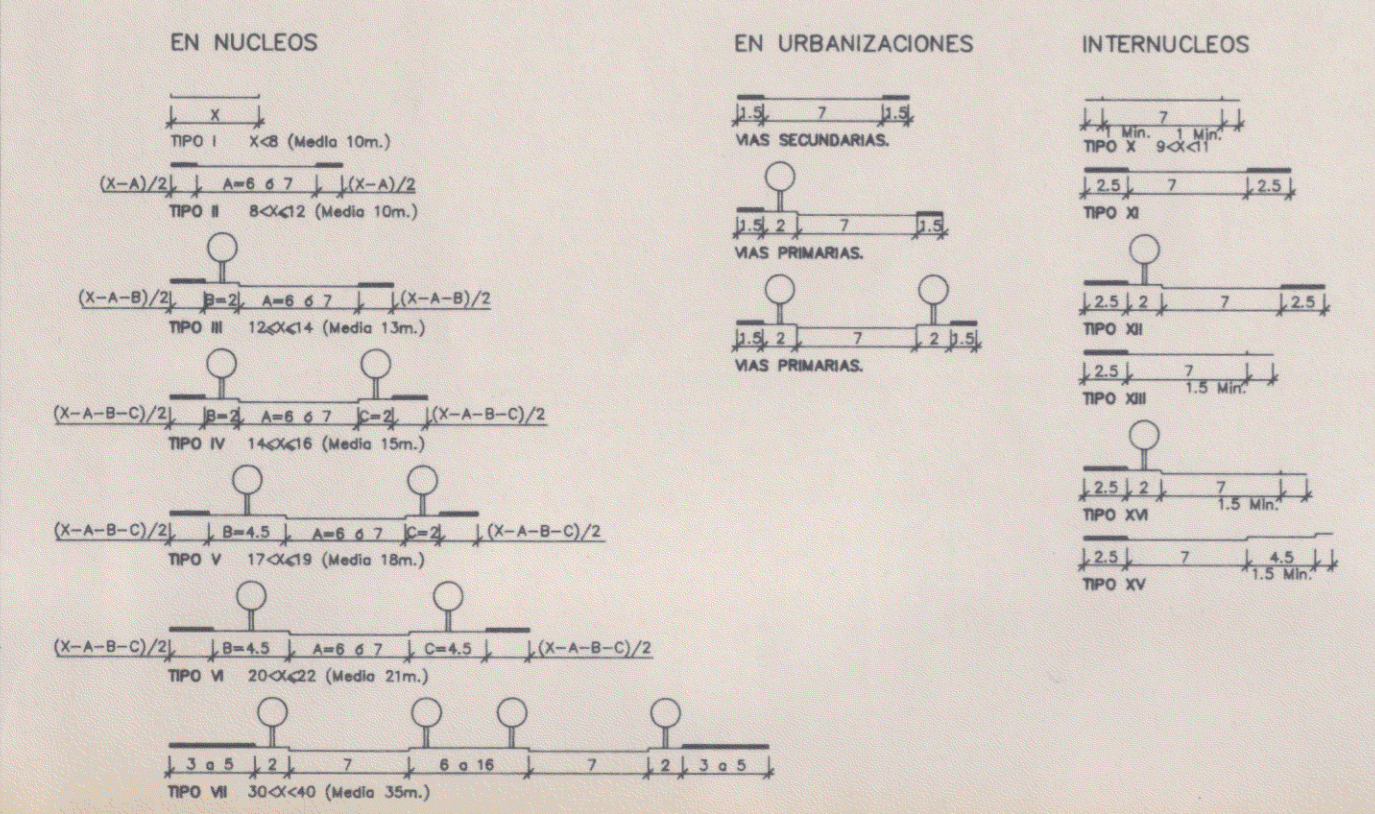 EN NUCLEOS
X
TIPO I X<8 (Media 10m.)
(X-A)/2 A=6 ó 7 (X-A)/2
TIPO II 8<X⩽12 (Media 10m.)
(X-A-B)/2 B=2 A=6 ó 7 (X-A-B)/2
TIPO III 12⩽X⩽14 (Media 13m.)
(X-A-B-C)/2 B=2 A=6 ó 7 C=2 (X-A-B-C)/2
TIPO IV 14⩽X⩽16 (Media 15m.)
(X-A-B-C)/2 B=4.5 A=6 ó 7 C=2 (X-A-B-C)/2
TIPO V 17<X⩽19 (Media 18m.)
(X-A-B-C)/2 B=4.5 A=6 ó 7 C=4.5 (X-A-B-C)/2
TIPO VI 20<X⩽22 (Media 21m.)
3 a 5 2 7 6 a 16 7 2 3 a 5
TIPO VII 30<X<40 (Media 35m.)
EN URBANIZACIONES
1.5 7 1.5
VIAS SECUNDARIAS.
1.5 2 7 1.5
VIAS PRIMARIAS.
1.5 2 7 2 1.5
VIAS PRIMARIAS.
INTERNUCLEOS
7
1 Min. 1 Min.
TIPO X 9<X<11
2.5 7 2.5
TIPO XI
2.5 2 7 2.5
TIPO XII
2.5 7
1.5 Min.
TIPO XIII
2.5 2 7
1.5 Min.
TIPO XVI
2.5 7 4.5
1.5 Min.
TIPO XV